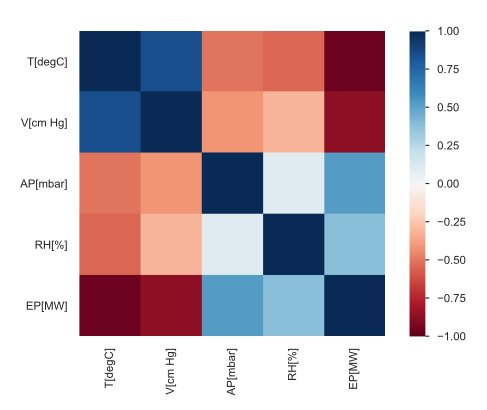 T[degC]
V[cm Hg]
AP[mbar]
RH[%]
EP[MW]
T[degC]
V[cm Hg]
AP[mbar]
RH[%]
EP[MW]
1.00
0.75
0.50
0.25
0.00
−0.25
−0.50
−0.75
−1.00